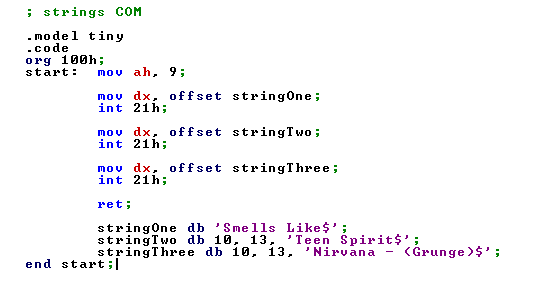 ; strings COM
.model tiny
.code
org 100h;
start: mov ah, 9;
mov dx, offset stringOne;
int 21h;
mov dx, offset stringTwo;
int 21h;
mov dx, offset stringThree;
int 21h;
ret;
stringOne db 'Smells Like$';
stringTwo db 10, 13, 'Teen Spirit$';
stringThree db 10, 13, 'Nirvana - (Grunge)$';
end start;